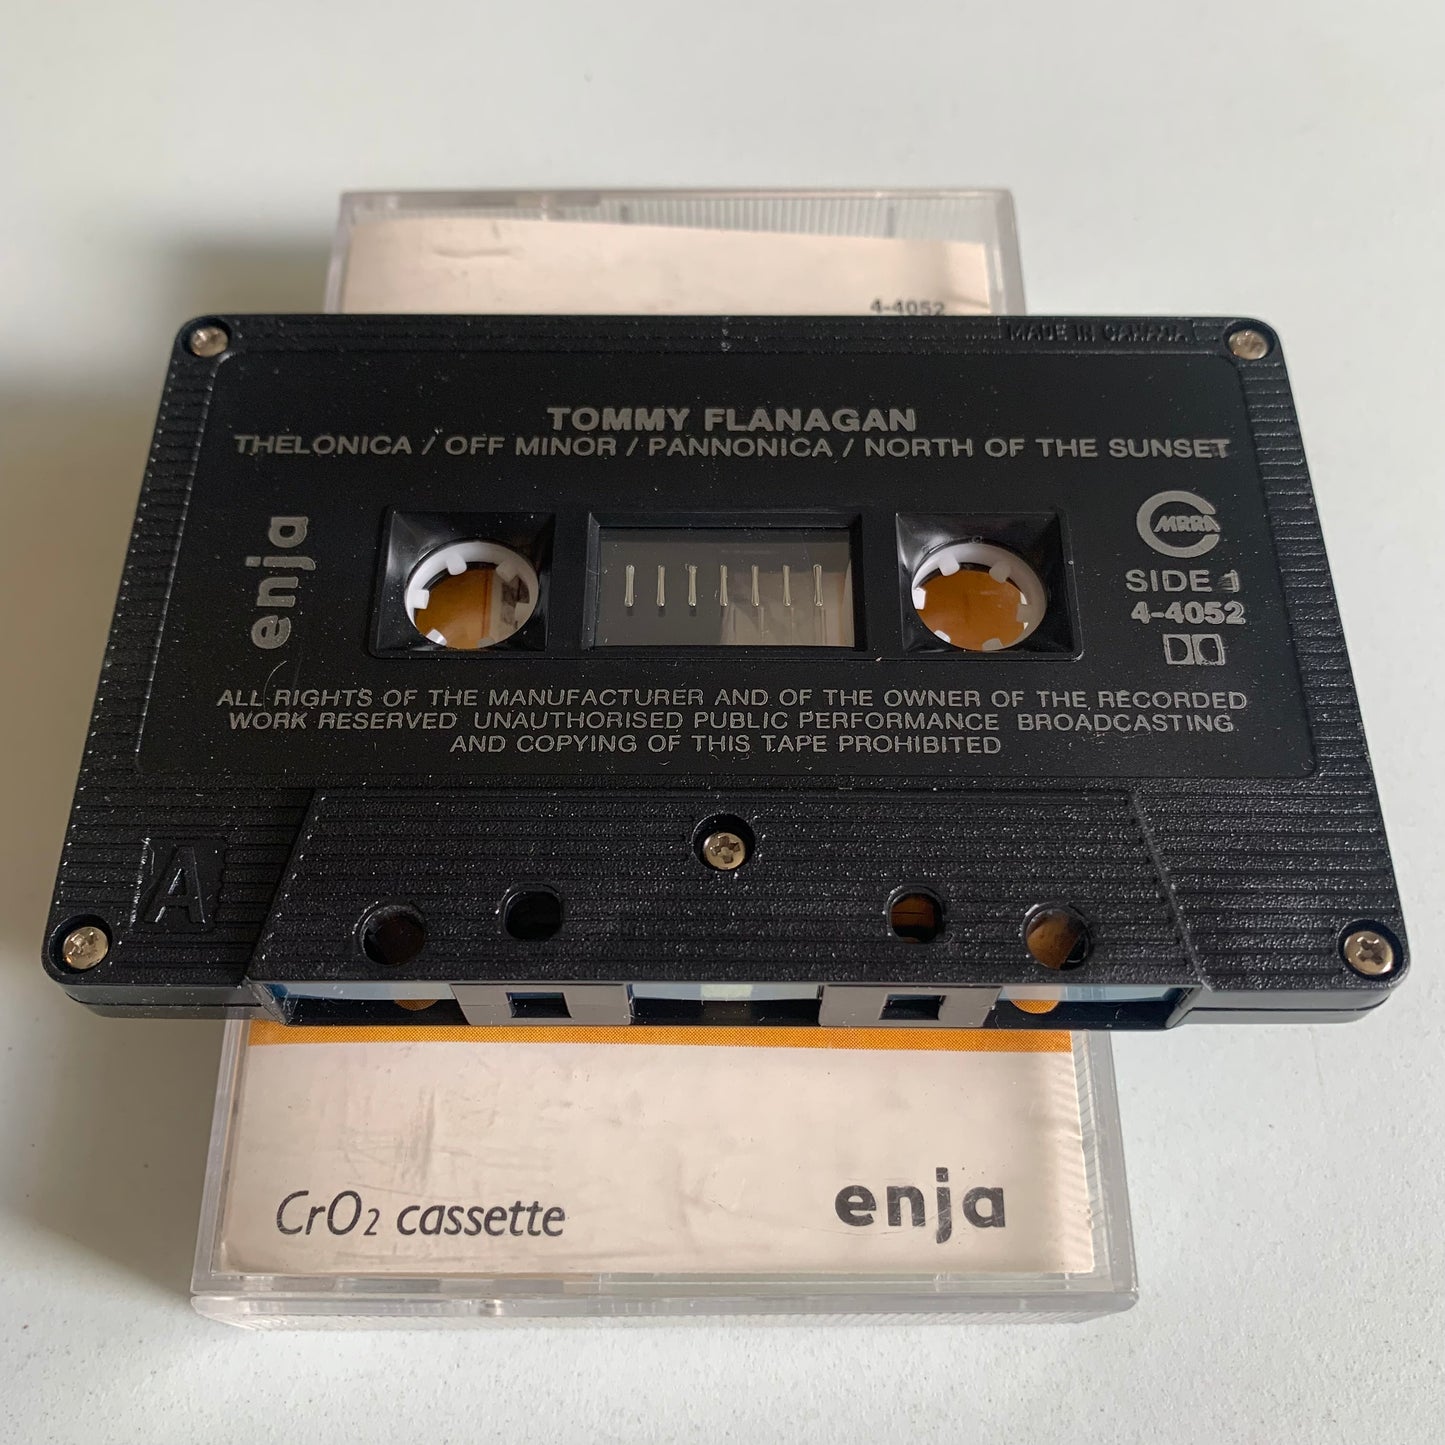 4-4052
MADE IN CANADA
TOMMY FLANAGAN
THELONICA / OFF MINOR / PANNONICA / NORTH OF THE SUNSET
enja
MRRA
SIDE 1
4-4052
ALL RIGHTS OF THE MANUFACTURER AND OF THE OWNER OF THE RECORDED
WORK RESERVED UNAUTHORISED PUBLIC PERFORMANCE BROADCASTING
AND COPYING OF THIS TAPE PROHIBITED
A
CrO2 cassette
enja